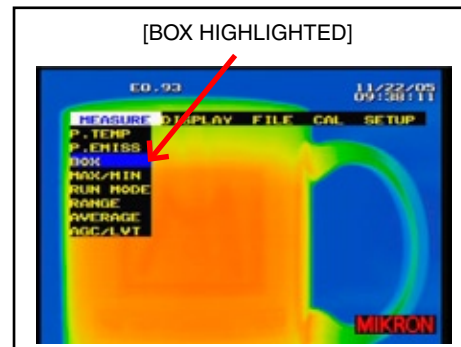 [BOX HIGHLIGHTED]
E0.93 11/22/05
09:38:11
MEASURE DISPLAY FILE CAL SETUP
P.TEMP
P.EMISS
BOX
MAX/MIN
RUN MODE
RANGE
AVERAGE
AGC/LVT
MIKRON